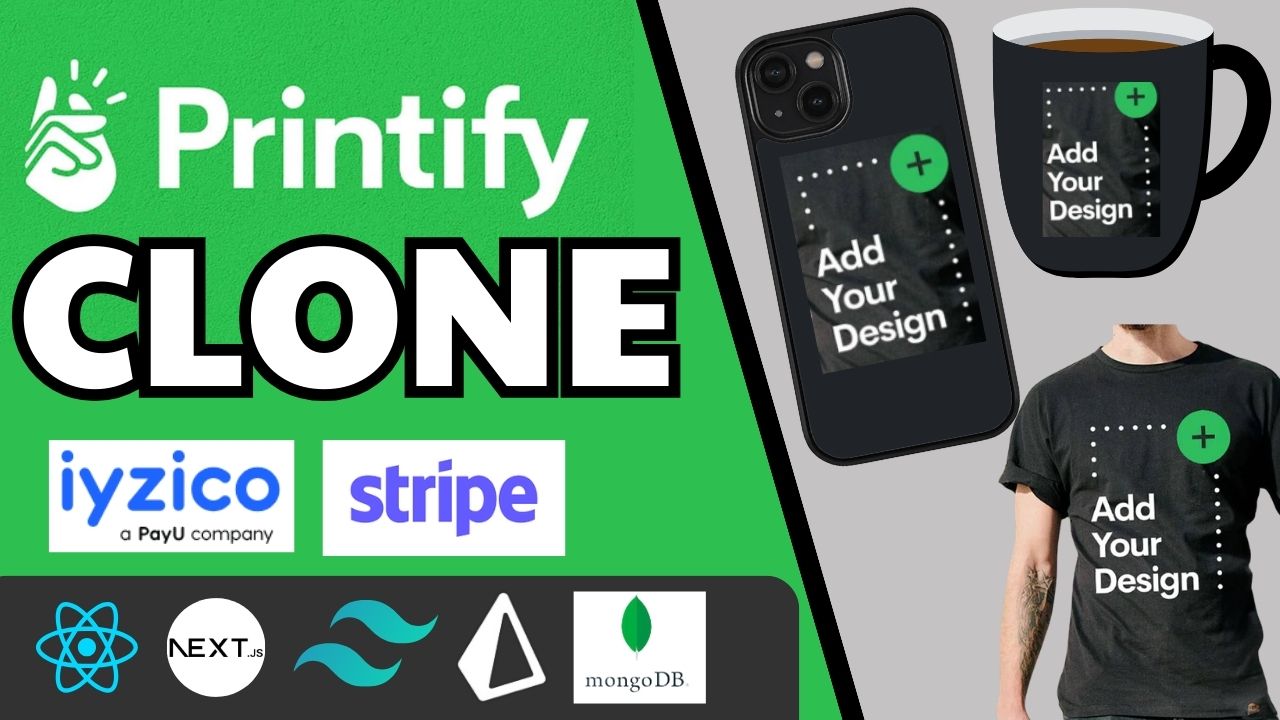 Printify
CLONE
iyzico
a PayU company
stripe
NEXT.JS
mongoDB.
Add
Your
Design
Add
Your
Design
Add
Your
Design